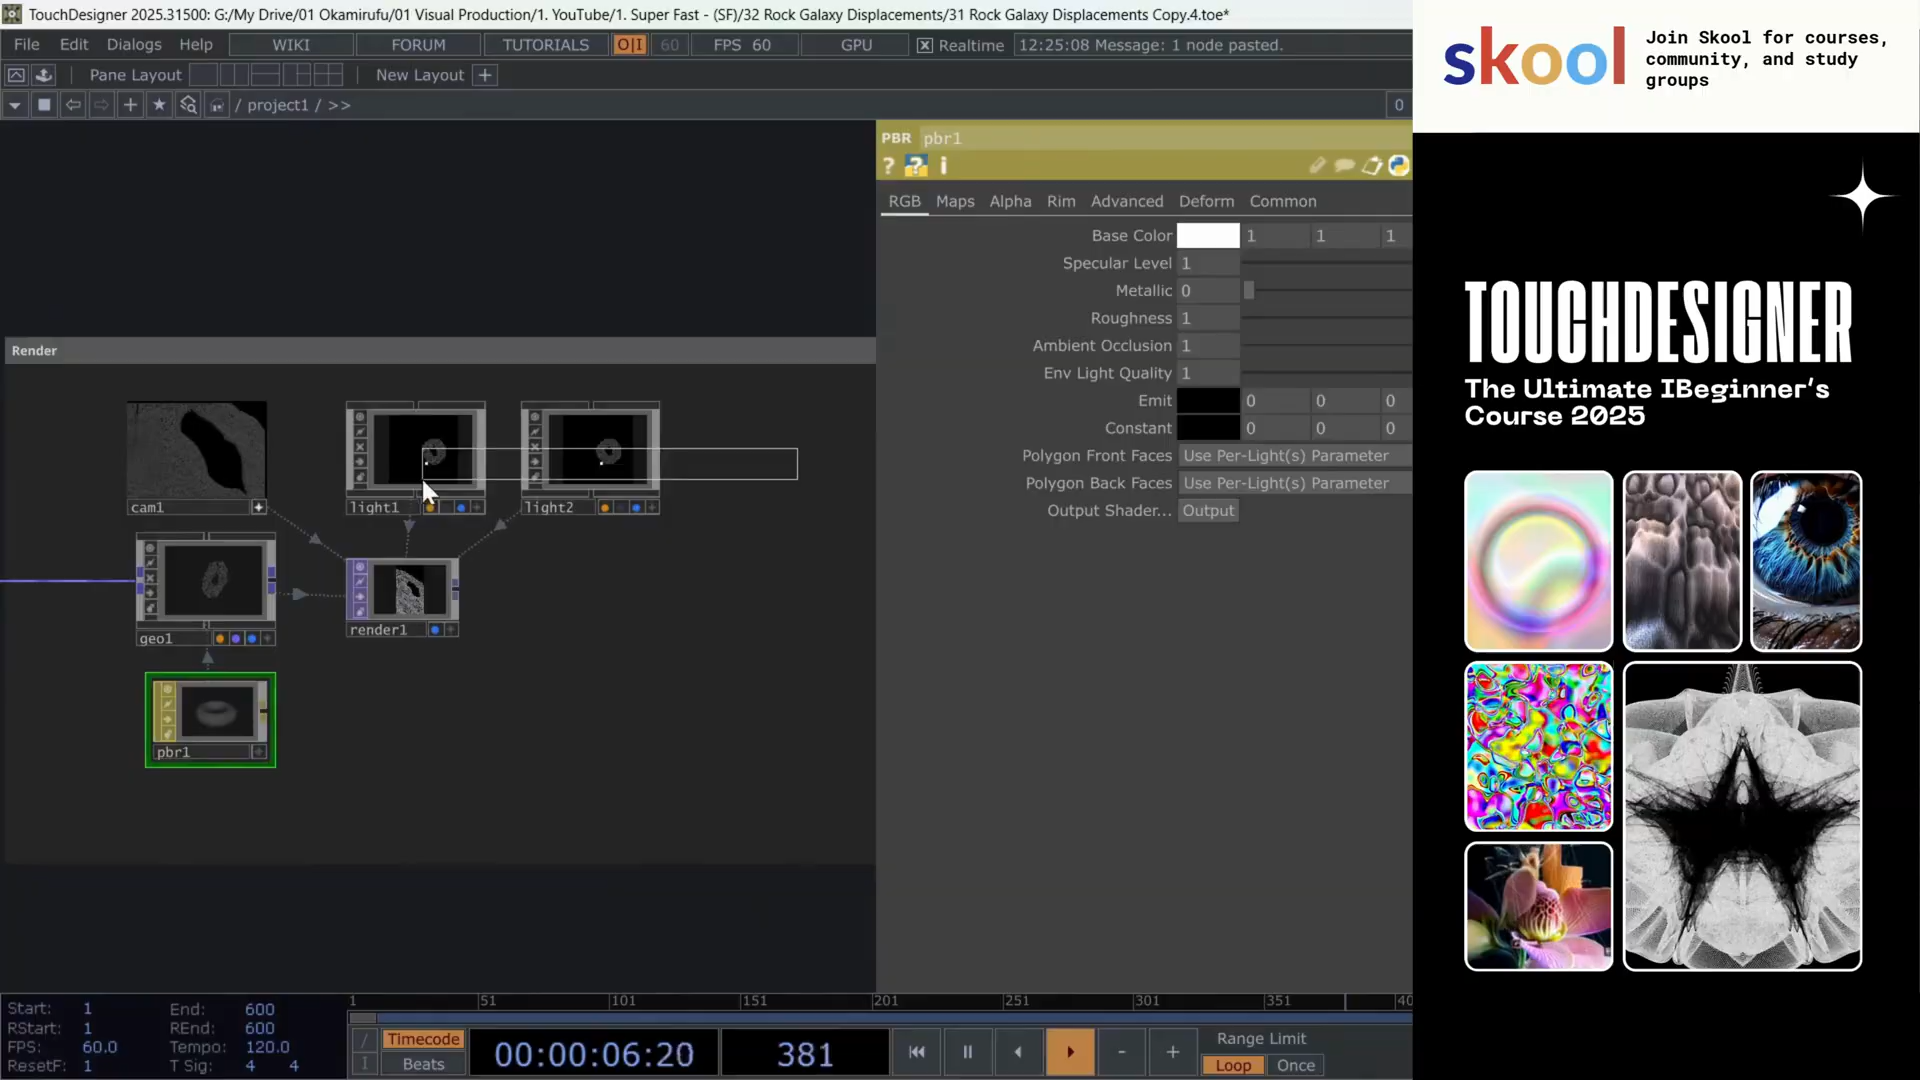 TouchDesigner 2025.31500: G:/My Drive/01 Okamirufu/01 Visual Production/1. YouTube/1. Super Fast - (SF)/32 Rock Galaxy Displacements/31 Rock Galaxy Displacements Copy.4.toe*
File Edit Dialogs Help WIKI FORUM TUTORIALS O|I 60 FPS 60 GPU Realtime 12:25:08 Message: 1 node pasted.
Pane Layout New Layout +
/ project1 / >> 0
PBR pbr1
? ? i
RGB Maps Alpha Rim Advanced Deform Common
Base Color 1 1 1
Specular Level 1
Metallic 0
Roughness 1
Ambient Occlusion 1
Env Light Quality 1
Emit 0 0 0
Constant 0 0 0
Polygon Front Faces Use Per-Light(s) Parameter
Polygon Back Faces Use Per-Light(s) Parameter
Output Shader... Output
Render
cam1
light1
light2
geo1
render1
pbr1
1 51 101 151 201 251 301 351 40
Start: 1 End: 600
RStart: 1 REnd: 600
FPS: 60.0 Tempo: 120.0
ResetF: 1 T Sig: 4 4
Timecode
Beats
00:00:06:20
381
- +
Range Limit
Loop Once
skool
Join Skool for courses,
community, and study
groups
TOUCHDESIGNER
The Ultimate IBeginner's
Course 2025